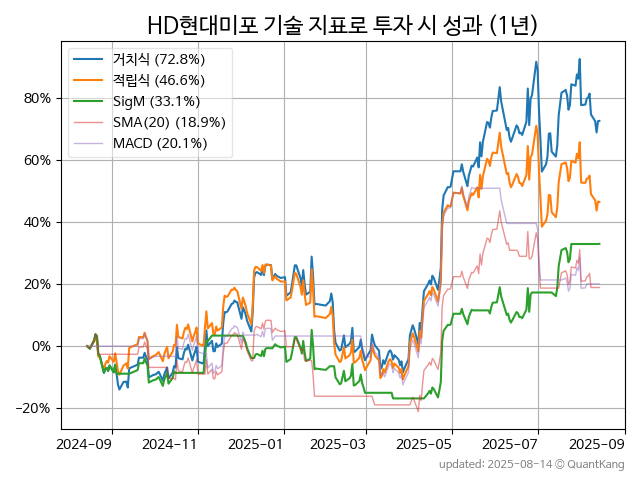 HD현대미포 기술 지표로 투자 시 성과 (1년)
거치식 (72.8%)
적립식 (46.6%)
SigM (33.1%)
SMA(20) (18.9%)
MACD (20.1%)
80%
60%
40%
20%
0%
−20%
2024-09 2024-11 2025-01 2025-03 2025-05 2025-07 2025-09
updated: 2025-08-14 © QuantKang